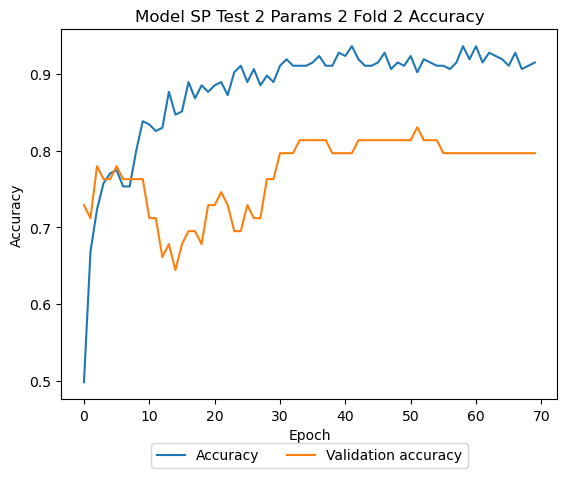 Model SP Test 2 Params 2 Fold 2 Accuracy
Accuracy
0.9
0.8
0.7
0.6
0.5
0 10 20 30 40 50 60 70
Epoch
Accuracy Validation accuracy